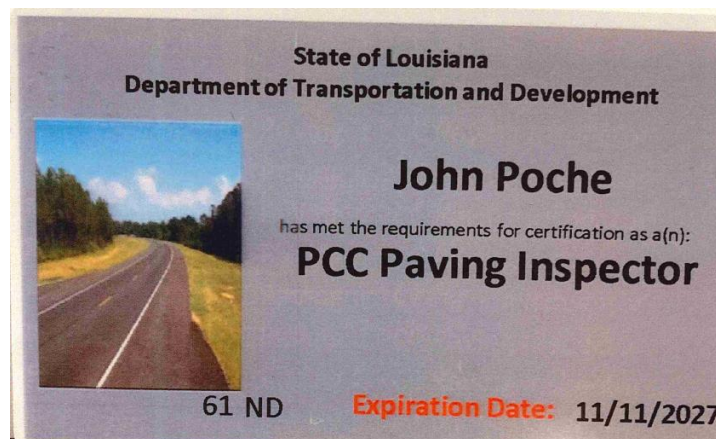 State of Louisiana
Department of Transportation and Development
John Poche
has met the requirements for certification as a(n):
PCC Paving Inspector
61 ND Expiration Date: 11/11/2027